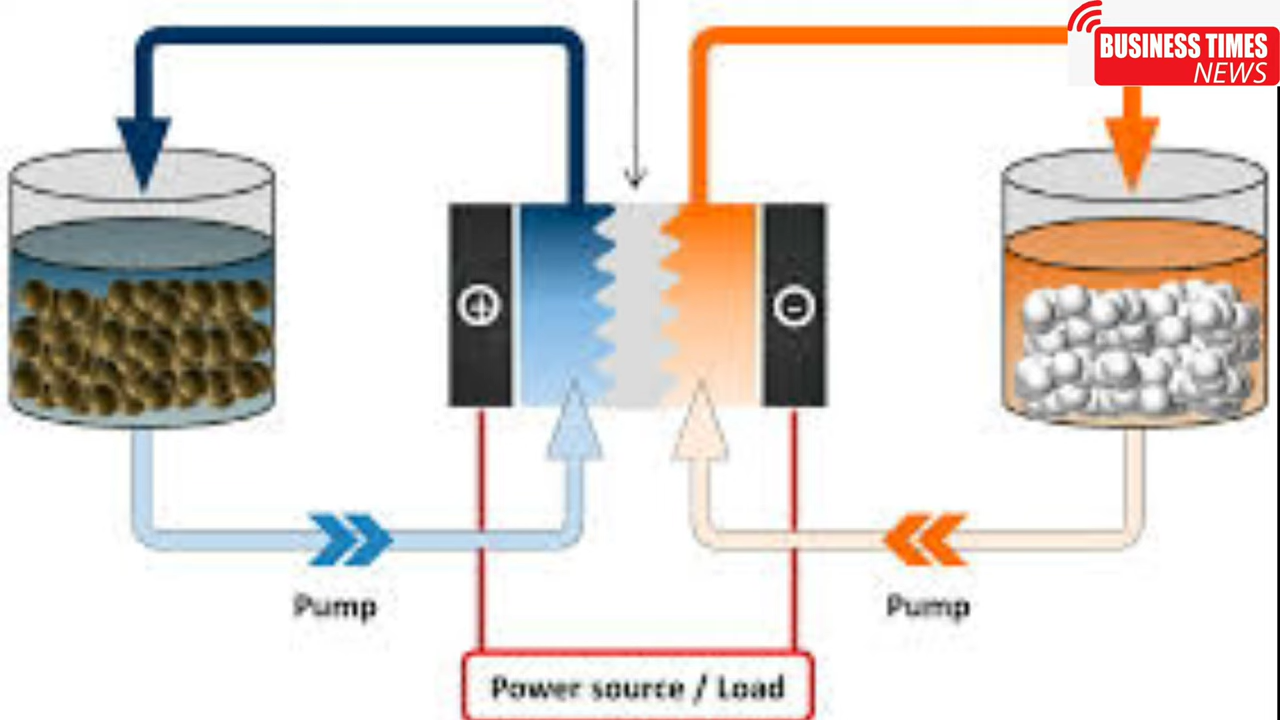 BUSINESS TIMES
NEWS
+
-
Pump
Pump
Power source / Load